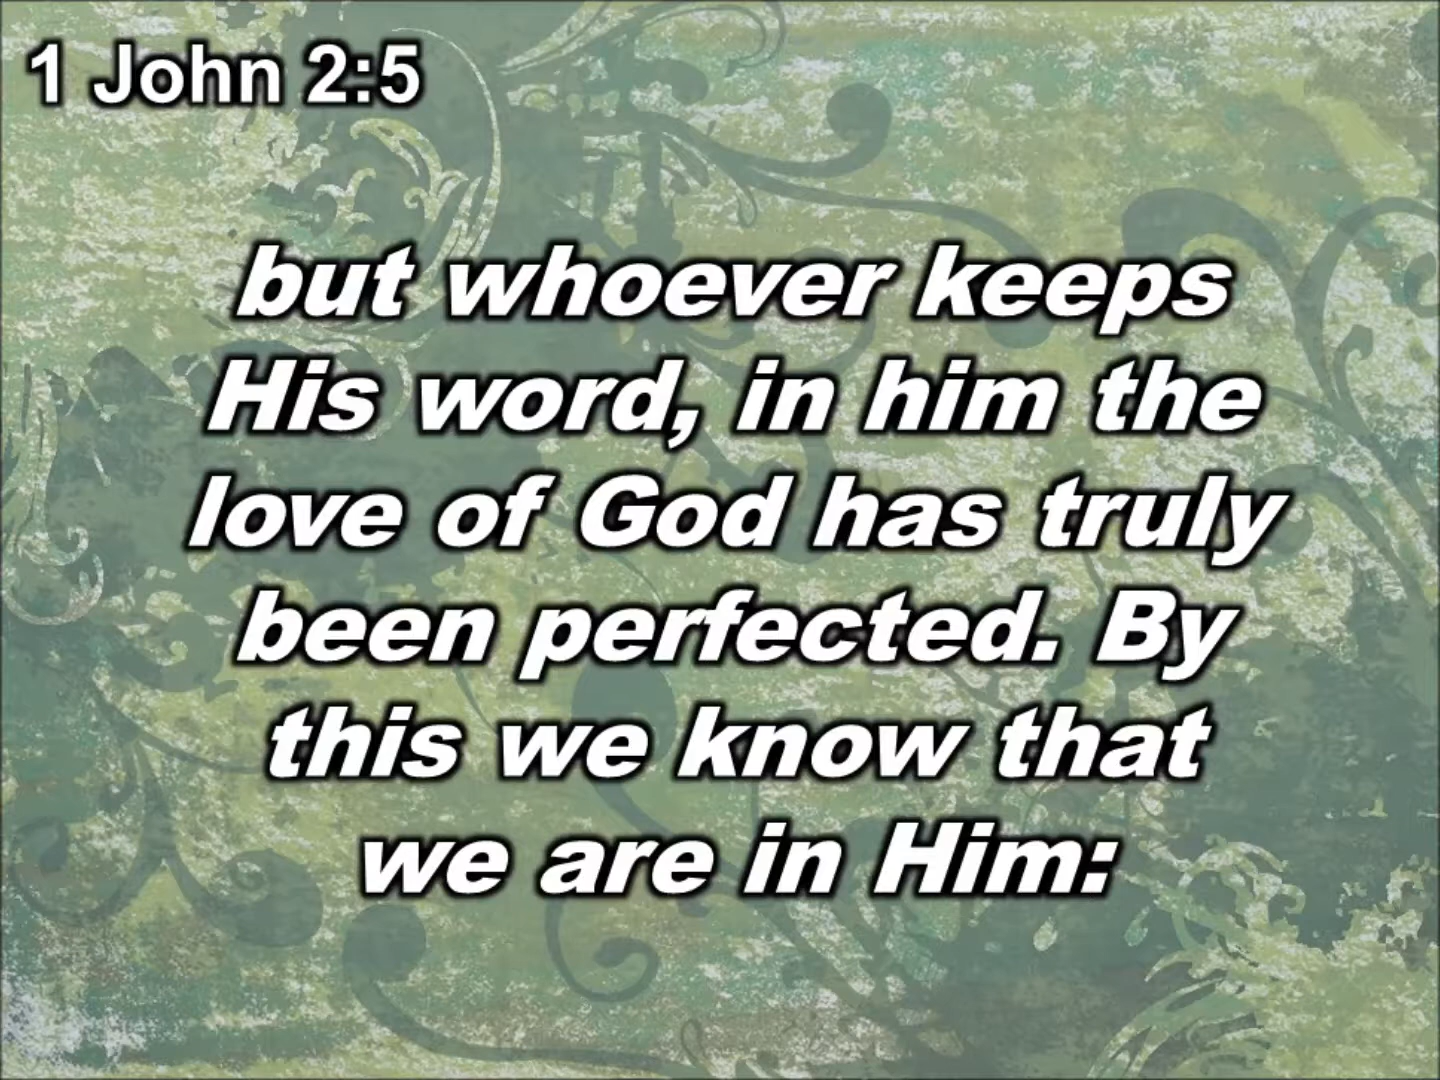 1 John 2:5
but whoever keeps
His word, in him the
love of God has truly
been perfected. By
this we know that
we are in Him: